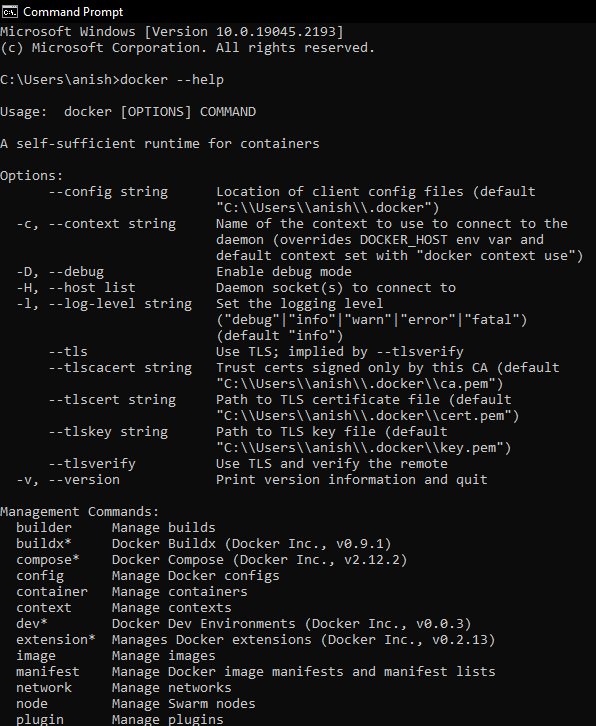 Command Prompt
Microsoft Windows [Version 10.0.19045.2193]
(c) Microsoft Corporation. All rights reserved.
C:\Users\anish>docker --help
Usage:  docker [OPTIONS] COMMAND
A self-sufficient runtime for containers
Options:
      --config string      Location of client config files (default
                           "C:\\Users\\anish\\.docker")
  -c, --context string     Name of the context to use to connect to the
                           daemon (overrides DOCKER_HOST env var and
                           default context set with "docker context use")
  -D, --debug              Enable debug mode
  -H, --host list          Daemon socket(s) to connect to
  -l, --log-level string   Set the logging level
                           ("debug"|"info"|"warn"|"error"|"fatal")
                           (default "info")
      --tls                Use TLS; implied by --tlsverify
      --tlscacert string   Trust certs signed only by this CA (default
                           "C:\\Users\\anish\\.docker\\ca.pem")
      --tlscert string     Path to TLS certificate file (default
                           "C:\\Users\\anish\\.docker\\cert.pem")
      --tlskey string      Path to TLS key file (default
                           "C:\\Users\\anish\\.docker\\key.pem")
      --tlsverify          Use TLS and verify the remote
  -v, --version            Print version information and quit
Management Commands:
  builder     Manage builds
  buildx*     Docker Buildx (Docker Inc., v0.9.1)
  compose*    Docker Compose (Docker Inc., v2.12.2)
  config      Manage Docker configs
  container   Manage containers
  context     Manage contexts
  dev*        Docker Dev Environments (Docker Inc., v0.0.3)
  extension*  Manages Docker extensions (Docker Inc., v0.2.13)
  image       Manage images
  manifest    Manage Docker image manifests and manifest lists
  network     Manage networks
  node        Manage Swarm nodes
  plugin      Manage plugins